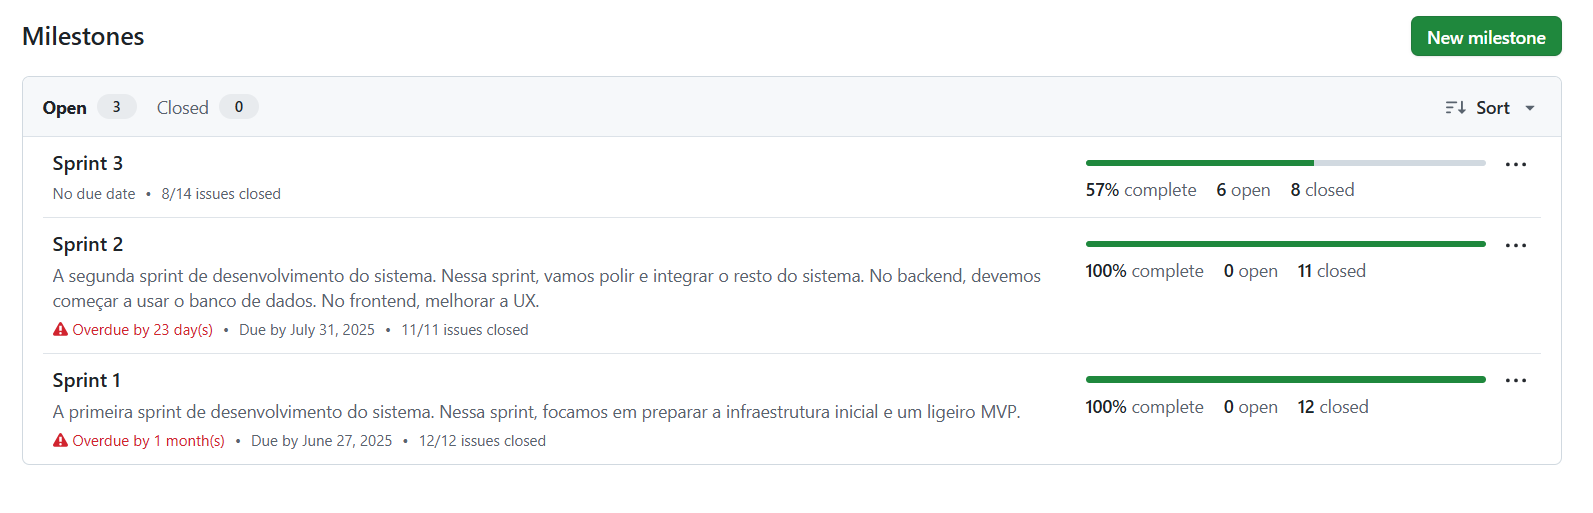 Milestones
New milestone
Open 3 Closed 0
Sort
Sprint 3
No due date • 8/14 issues closed
57% complete 6 open 8 closed
Sprint 2
A segunda sprint de desenvolvimento do sistema. Nessa sprint, vamos polir e integrar o resto do sistema. No backend, devemos
começar a usar o banco de dados. No frontend, melhorar a UX.
Overdue by 23 day(s) • Due by July 31, 2025 • 11/11 issues closed
100% complete 0 open 11 closed
Sprint 1
A primeira sprint de desenvolvimento do sistema. Nessa sprint, focamos em preparar a infraestrutura inicial e um ligeiro MVP.
Overdue by 1 month(s) • Due by June 27, 2025 • 12/12 issues closed
100% complete 0 open 12 closed